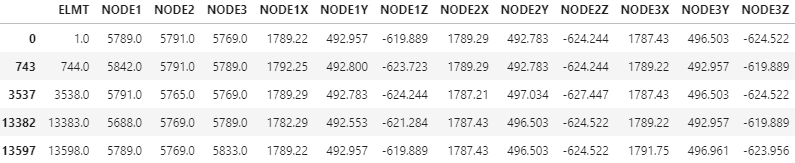 ELMT NODE1 NODE2 NODE3 NODE1X NODE1Y NODE1Z NODE2X NODE2Y NODE2Z NODE3X NODE3Y NODE3Z
0 1.0 5789.0 5791.0 5769.0 1789.22 492.957 -619.889 1789.29 492.783 -624.244 1787.43 496.503 -624.522
743 744.0 5842.0 5791.0 5789.0 1792.25 492.800 -623.723 1789.29 492.783 -624.244 1789.22 492.957 -619.889
3537 3538.0 5791.0 5765.0 5769.0 1789.29 492.783 -624.244 1787.21 497.034 -627.447 1787.43 496.503 -624.522
13382 13383.0 5688.0 5769.0 5789.0 1782.29 492.553 -621.284 1787.43 496.503 -624.522 1789.22 492.957 -619.889
13597 13598.0 5789.0 5769.0 5833.0 1789.22 492.957 -619.889 1787.43 496.503 -624.522 1791.75 496.961 -623.956